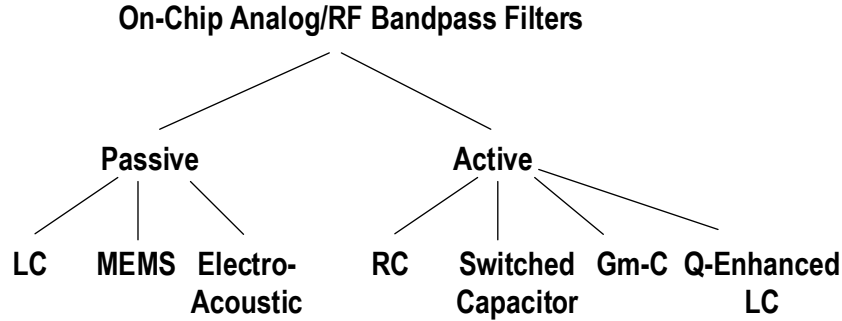 On-Chip Analog/RF Bandpass Filters
Passive Active
LC MEMS Electro- RC Switched Gm-C Q-Enhanced
Acoustic Capacitor LC